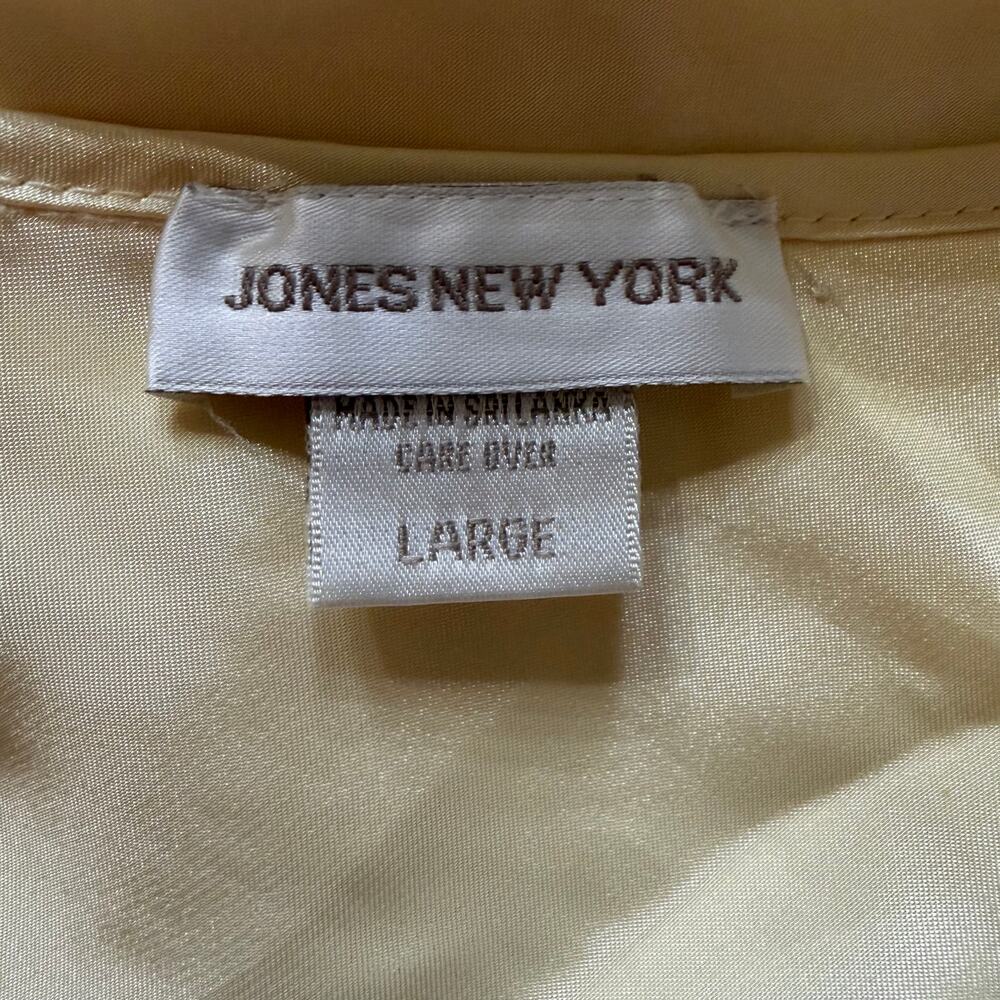 JONES NEW YORK
MADE IN SRI LANKA
CARE OVER
LARGE